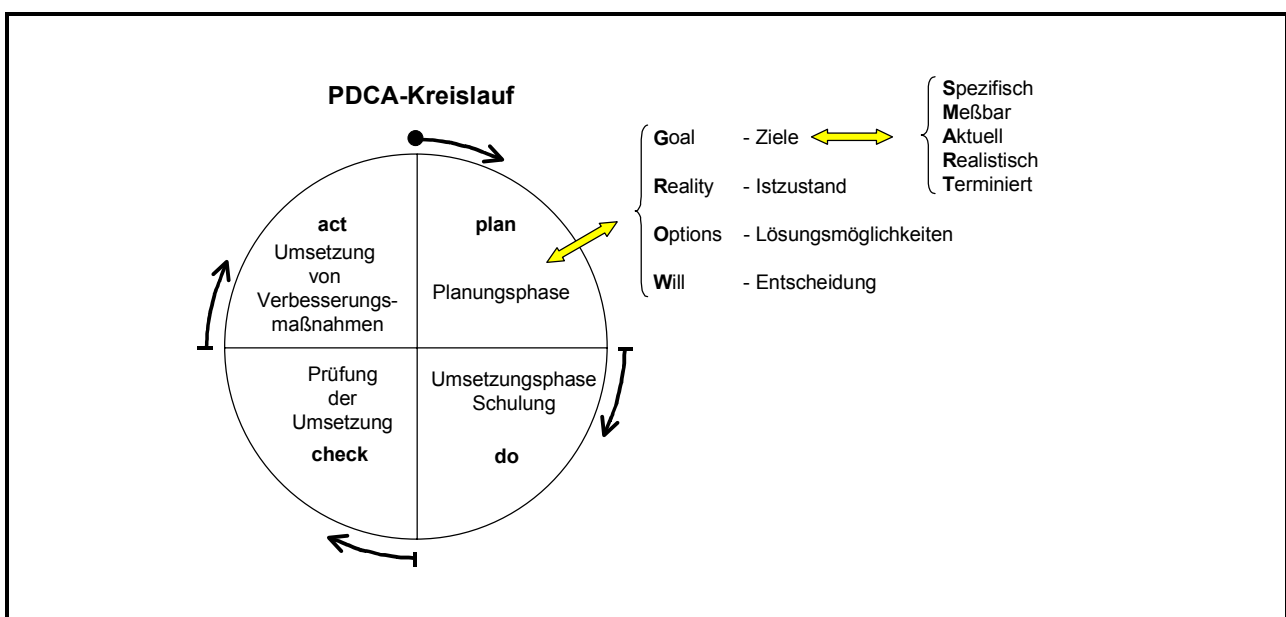 PDCA-Kreislauf
act
Umsetzung
von
Verbesserungs-
maßnahmen
plan
Planungsphase
Umsetzungsphase
Schulung
do
Prüfung
der
Umsetzung
check
Goal - Ziele
Reality - Istzustand
Options - Lösungsmöglichkeiten
Will - Entscheidung
Spezifisch
Meßbar
Aktuell
Realistisch
Terminiert